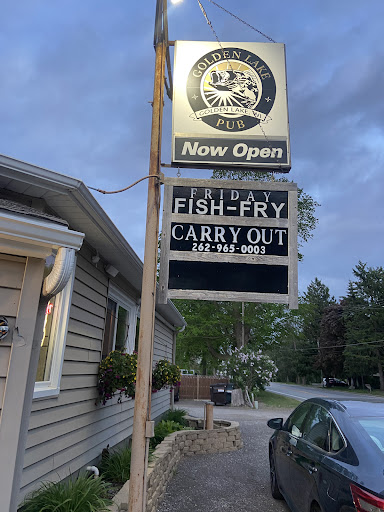 GOLDEN LAKE
GOLDEN LAKE, WI.
PUB
Now Open
FRIDAY
FISH-FRY
CARRY OUT
262-965-0003